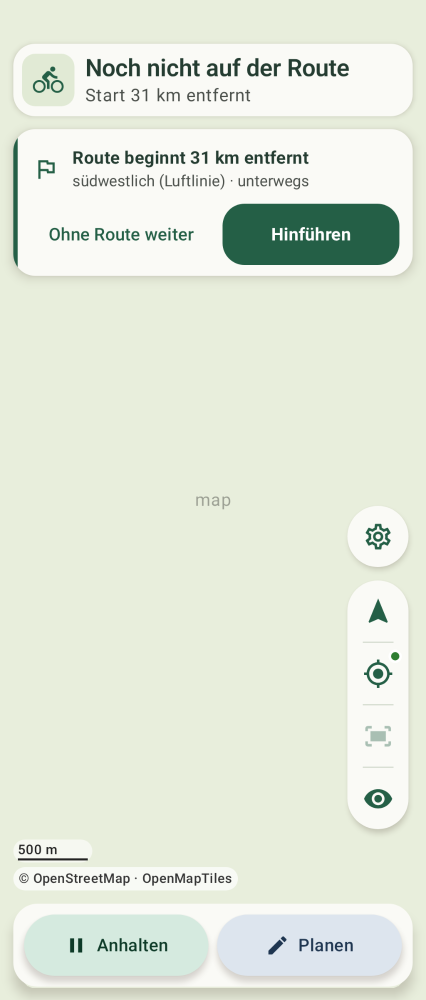 Noch nicht auf der Route
Start 31 km entfernt
Route beginnt 31 km entfernt
südwestlich (Luftlinie) · unterwegs
Ohne Route weiter
Hinführen
map
500 m
© OpenStreetMap · OpenMapTiles
Anhalten
Planen